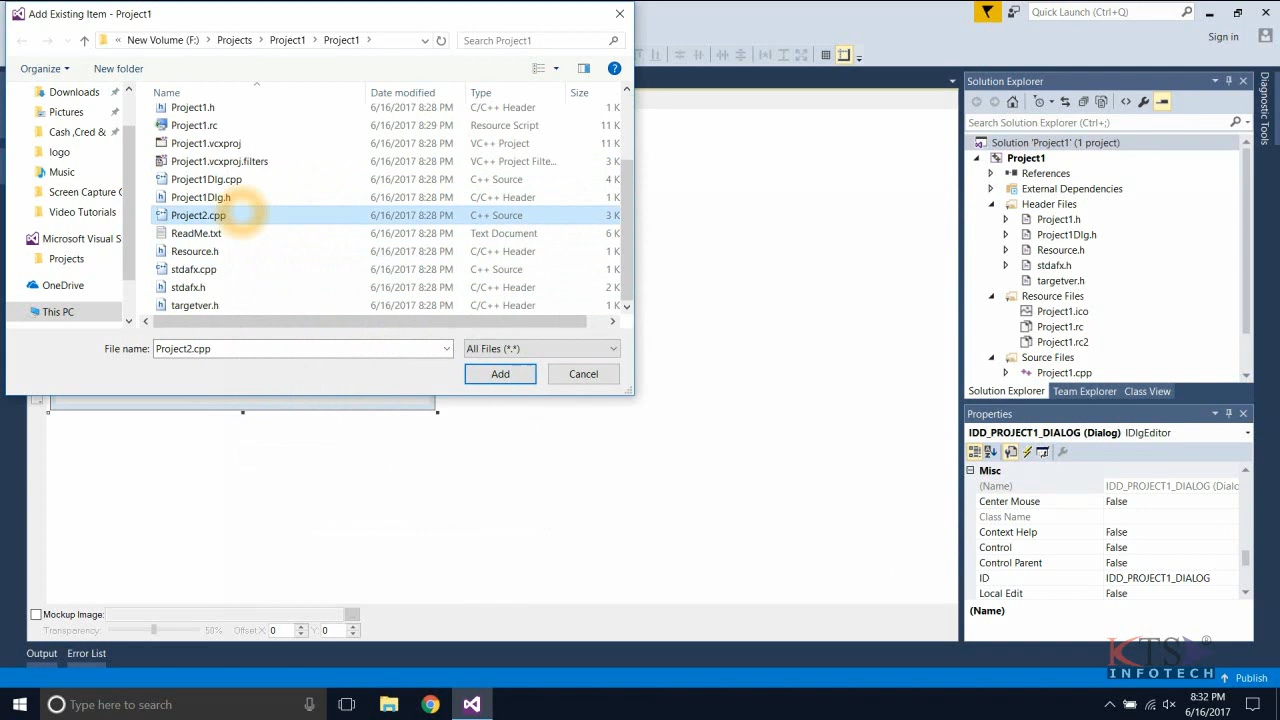 Add Existing Item - Project1
« New Volume (F:) > Projects > Project1 > Project1 >
Search Project1
Organize
New folder
Downloads
Pictures
Cash ,Cred &
logo
Music
Screen Capture
Video Tutorials
Microsoft Visual S
Projects
OneDrive
This PC
Name Date modified Type Size
Project1.h 6/16/2017 8:28 PM C/C++ Header 1 K
Project1.rc 6/16/2017 8:29 PM Resource Script 11 K
Project1.vcxproj 6/16/2017 8:28 PM VC++ Project 11 K
Project1.vcxproj.filters 6/16/2017 8:28 PM VC++ Project Filte... 3 K
Project1Dlg.cpp 6/16/2017 8:28 PM C++ Source 4 K
Project1Dlg.h 6/16/2017 8:28 PM C/C++ Header 1 K
Project2.cpp 6/16/2017 8:28 PM C++ Source 3 K
ReadMe.txt 6/16/2017 8:28 PM Text Document 6 K
Resource.h 6/16/2017 8:28 PM C/C++ Header 1 K
stdafx.cpp 6/16/2017 8:28 PM C++ Source 1 K
stdafx.h 6/16/2017 8:28 PM C/C++ Header 2 K
targetver.h 6/16/2017 8:28 PM C/C++ Header 1 K
File name: Project2.cpp
All Files (*.*)
Add
Cancel
Quick Launch (Ctrl+Q)
Sign in
Diagnostic Tools
Solution Explorer
Search Solution Explorer (Ctrl+;)
Solution 'Project1' (1 project)
Project1
References
External Dependencies
Header Files
Project1.h
Project1Dlg.h
Resource.h
stdafx.h
targetver.h
Resource Files
Project1.ico
Project1.rc
Project1.rc2
Source Files
Project1.cpp
Solution Explorer Team Explorer Class View
Properties
IDD_PROJECT1_DIALOG (Dialog) IDlgEditor
Misc
(Name) IDD_PROJECT1_DIALOG (Dialo
Center Mouse False
Class Name
Context Help False
Control False
Control Parent False
ID IDD_PROJECT1_DIALOG
Local Edit False
(Name)
Mockup Image:
...
Transparency: 50% Offset X: 0 Y: 0
Output Error List
KTS®
INFOTECH
Publish
Type here to search
8:32 PM
6/16/2017